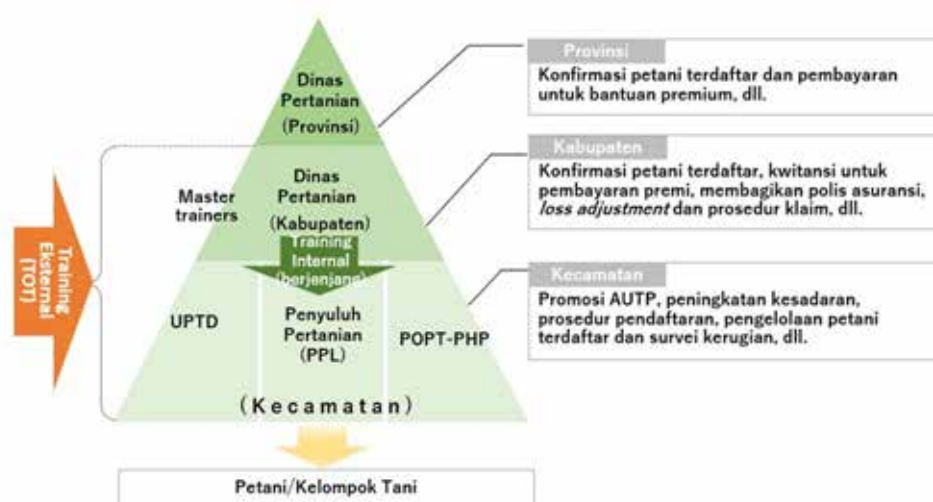 Dinas
Pertanian
(Provinsi)
Provinsi
Konfirmasi petani terdaftar dan pembayaran
untuk bantuan premium, dll.
Training
Eksternal
(TOT)
Master
trainers
Dinas
Pertanian
(Kabupaten)
Kabupaten
Konfirmasi petani terdaftar, kwitansi untuk
pembayaran premi, membagikan polis asuransi,
loss adjustment dan prosedur klaim, dll.
Training
Internal
(berjenjang)
UPTD
Penyuluh
Pertanian
(PPL)
POPT-PHP
Kecamatan
Promosi AUTP, peningkatan kesadaran,
prosedur pendaftaran, pengelolaan petani
terdaftar dan survei kerugian, dll.
(Kecamatan)
Petani/Kelompok Tani